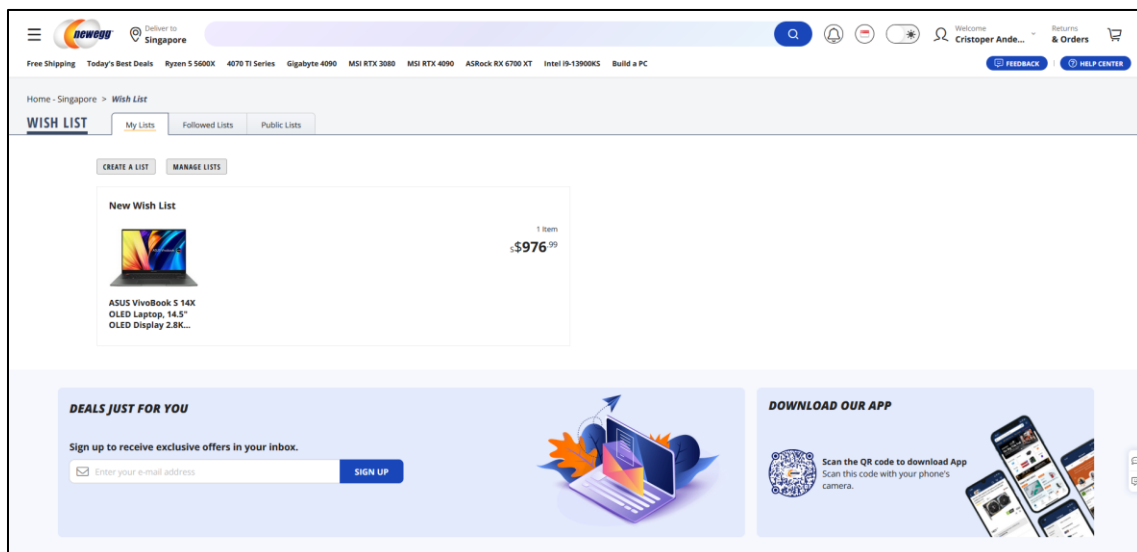 newegg
Deliver to
Singapore
Welcome
Cristoper Ande...
Returns
& Orders
Free Shipping Today's Best Deals Ryzen 5 5600X 4070 TI Series Gigabyte 4090 MSI RTX 3080 MSI RTX 4090 ASRock RX 6700 XT Intel i9-13900KS Build a PC
FEEDBACK
HELP CENTER
Home - Singapore > Wish List
WISH LIST
My Lists Followed Lists Public Lists
CREATE A LIST MANAGE LISTS
New Wish List
1 Item
S$976.99
ASUS VivoBook S 14X
OLED Laptop, 14.5"
OLED Display 2.8K...
DEALS JUST FOR YOU
Sign up to receive exclusive offers in your inbox.
Enter your e-mail address
SIGN UP
DOWNLOAD OUR APP
Scan the QR code to download App
Scan this code with your phone's
camera.